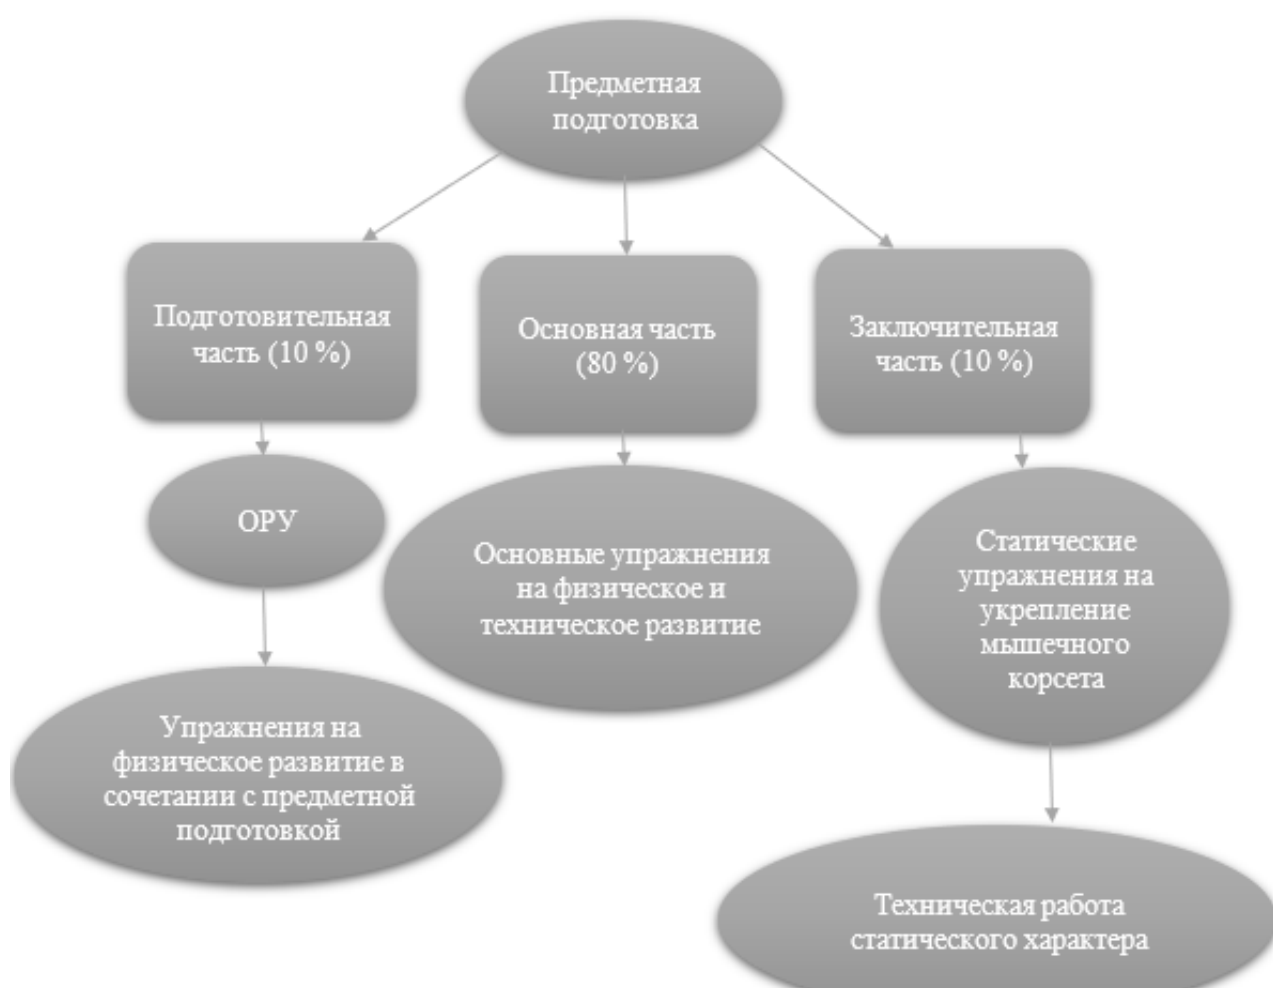 Предметная
подготовка
Подготовительная
часть (10 %)
Основная часть
(80 %)
Заключительная
часть (10 %)
ОРУ
Основные упражнения
на физическое и
техническое развитие
Статические
упражнения на
укрепление
мышечного
корсета
Упражнения на
физическое развитие в
сочетании с предметной
подготовкой
Техническая работа
статического характера